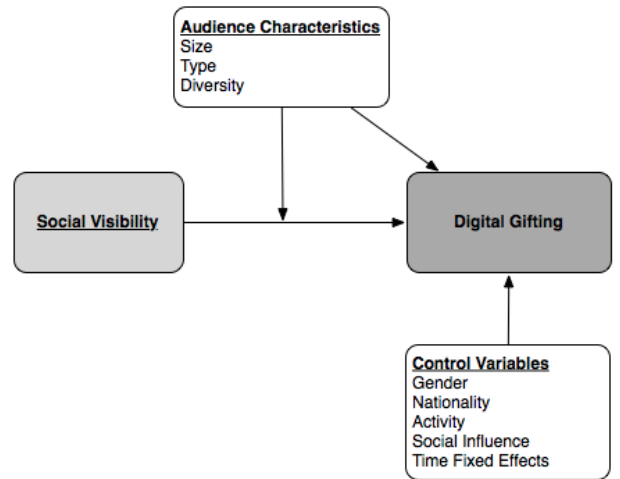 Audience Characteristics
Size
Type
Diversity
Social Visibility
Digital Gifting
Control Variables
Gender
Nationality
Activity
Social Influence
Time Fixed Effects